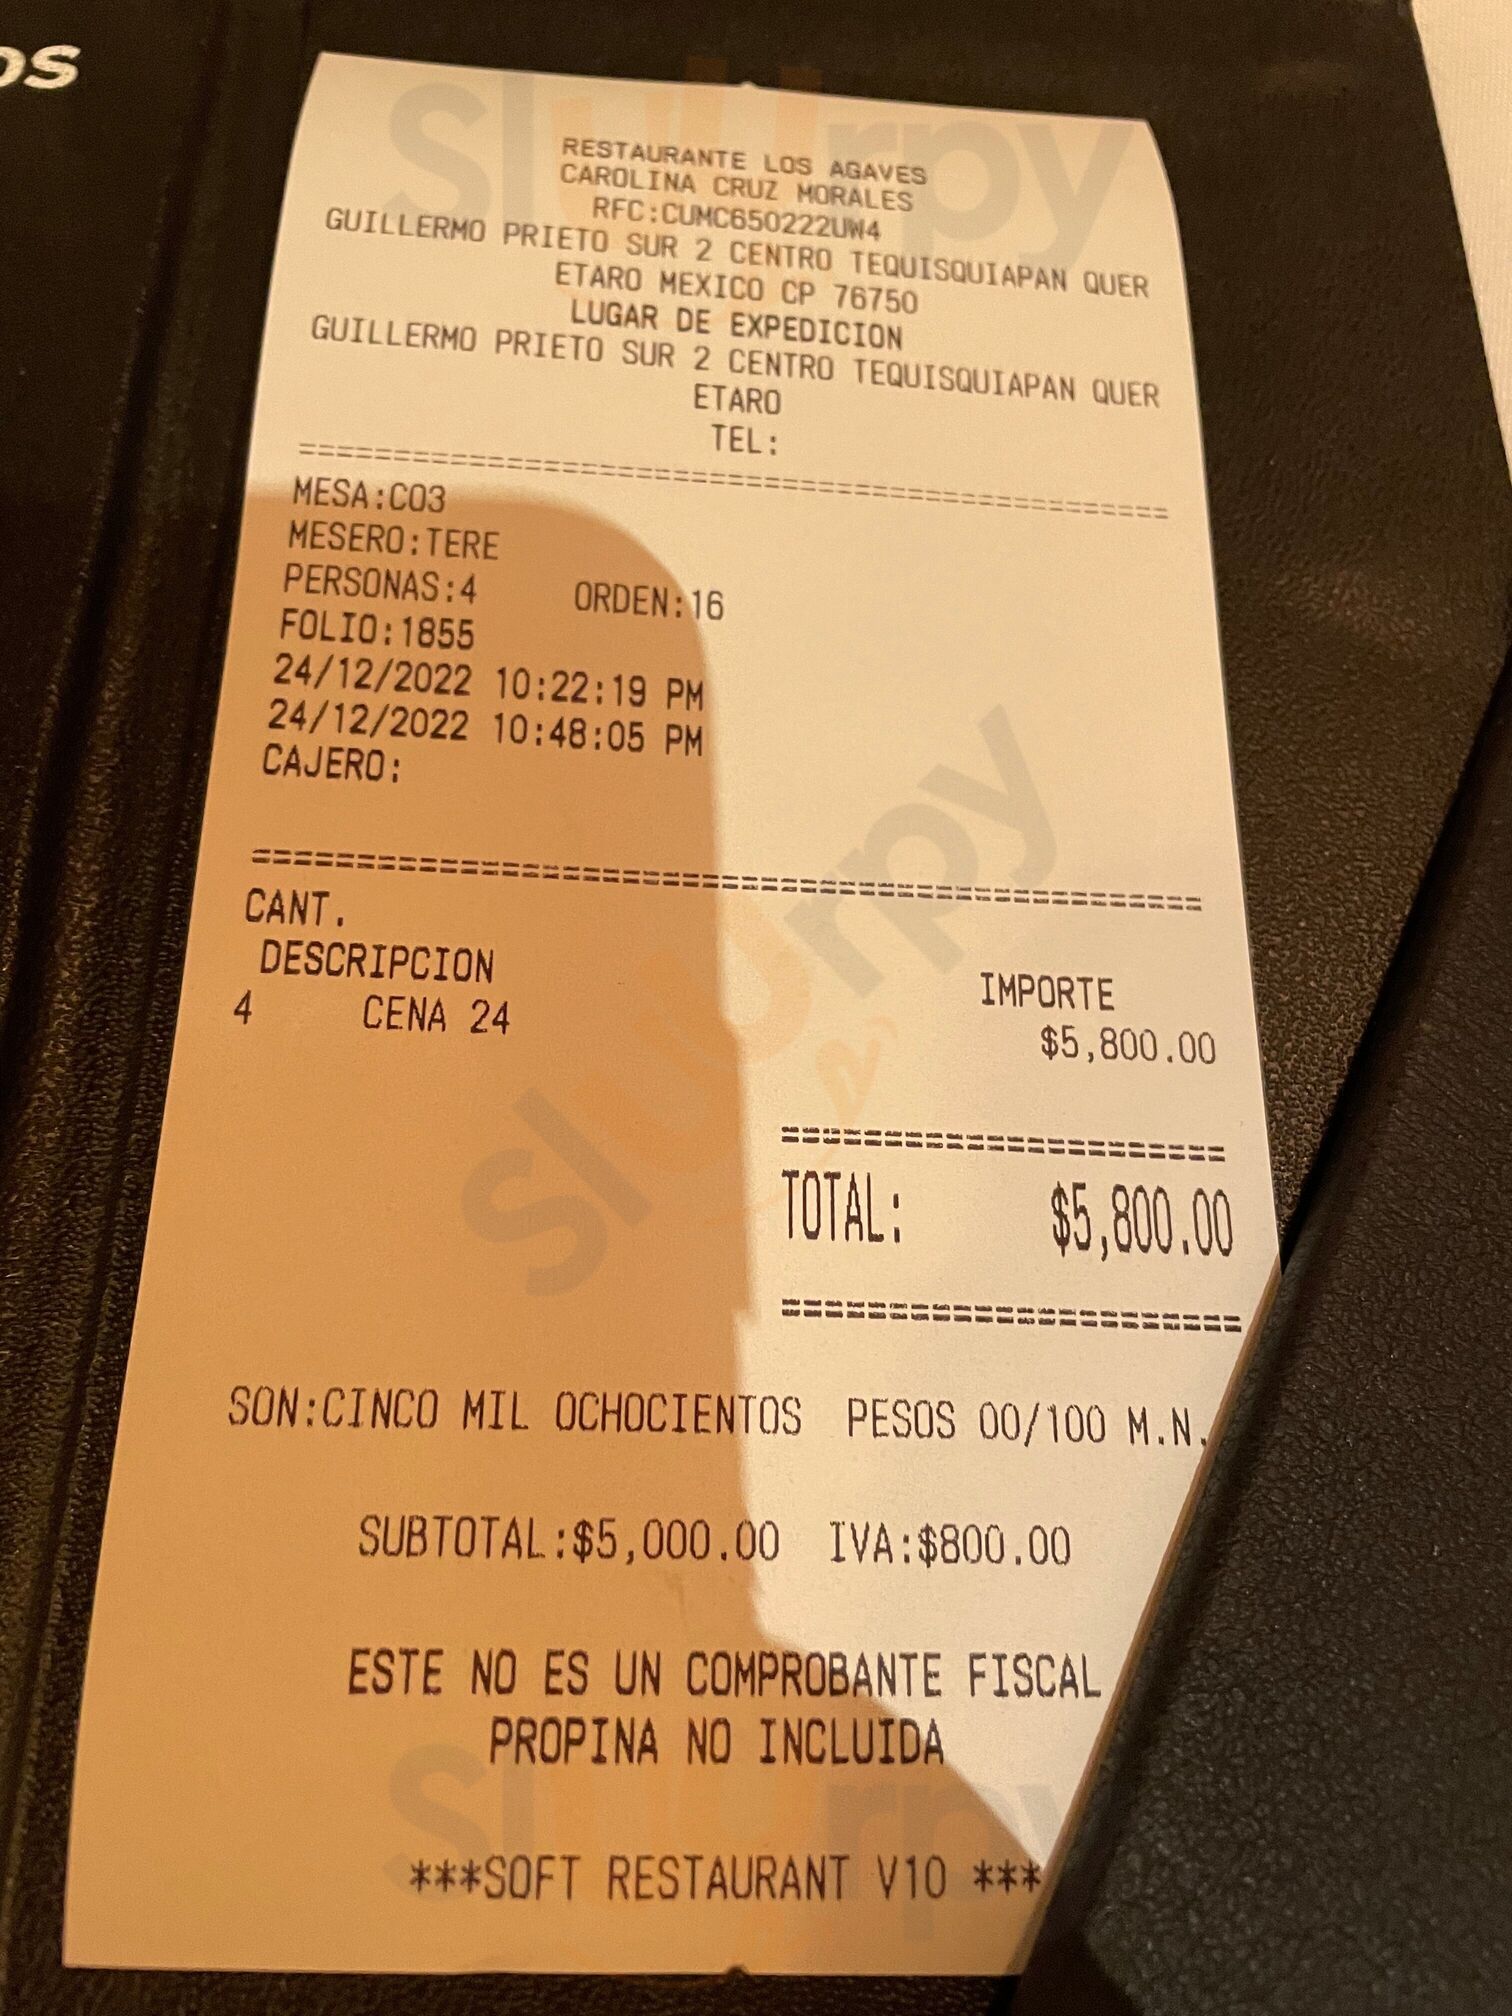 OS
RESTAURANTE LOS AGAVES
CAROLINA CRUZ MORALES
RFC:CUMC650222UW4
GUILLERMO PRIETO SUR 2 CENTRO TEQUISQUIAPAN QUER
ETARO MEXICO CP 76750
LUGAR DE EXPEDICION
GUILLERMO PRIETO SUR 2 CENTRO TEQUISQUIAPAN QUER
ETARO
TEL:
==================================================
MESA:C03
MESERO:TERE
PERSONAS:4 ORDEN:16
FOLIO:1855
24/12/2022 10:22:19 PM
24/12/2022 10:48:05 PM
CAJERO:
==================================================
CANT.
DESCRIPCION IMPORTE
4 CENA 24 $5,800.00
========================
TOTAL: $5,800.00
========================
SON:CINCO MIL OCHOCIENTOS PESOS 00/100 M.N.
SUBTOTAL:$5,000.00 IVA:$800.00
ESTE NO ES UN COMPROBANTE FISCAL
PROPINA NO INCLUIDA
***SOFT RESTAURANT V10 ***
sluurpy
sluurpy
sluurpy